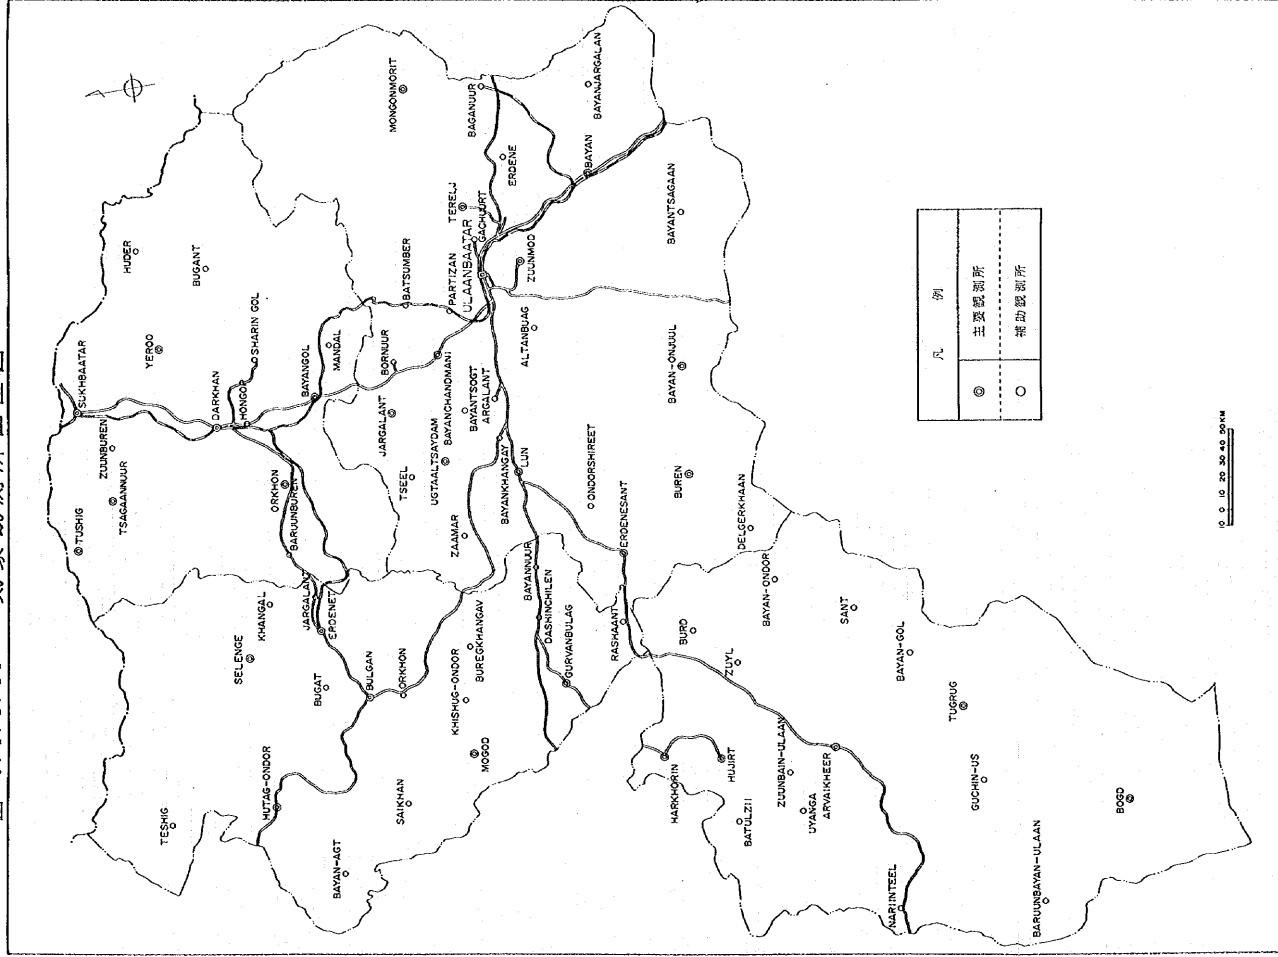 MONGONMORIT
BAGANUUR
BAYANJARGALAN
ERDENE
BAYAN
TERELJ
GACHUURT
BAYANTSAGAAN
HUDER
BUGANT
BATSUMBER
PARTIZAN
ULAANBAATAR
ZUUNMOD
SUKHBAATAR
YEROO
SHARIN GOL
MANDAL
BORNUUR
ALTANBUAG
BAYAN-ONJUUL
DARKHAN
HONGOR
BAYANGOL
JARGALANT
BAYANCHANDMANI
BAYANTSOGT
ARGALANT
ZUUNBUREN
TSAGAANNUUR
TUSHIG
ORKHON
BARUUNBUREN
TSEEL
UGTAALTSAYDAM
ZAAMAR
BAYANKHANGAY
LUN
ONDORSHIREET
ERDENESANT
BUREN
DELGERKHAAN
KHANGAL
SELENGE
JARGALANT
ERDENET
BUGAT
BULGAN
ORKHON
BUREGKHANGAV
KHISHUG-ONDOR
MOGOD
BAYANNUUR
DASHINCHILEN
GURVANBULAG
RASHAANT
BURD
ZUYL
BAYAN-ONDOR
SANT
BAYAN-GOL
TUGRUG
TESHIG
HUTAG-ONDOR
SAIKHAN
BAYAN-AGT
HARKHORIN
HUJIRT
BATULZII
ZUUNBAIN-ULAAN
UYANGA
ARVAIKHEER
GUCHIN-US
BOGD
NARIINTEEL
BARUUNBAYAN-ULAAN
凡 例
◎ 主要観測所
○ 補助観測所
10 0 10 20 30 40 50KM